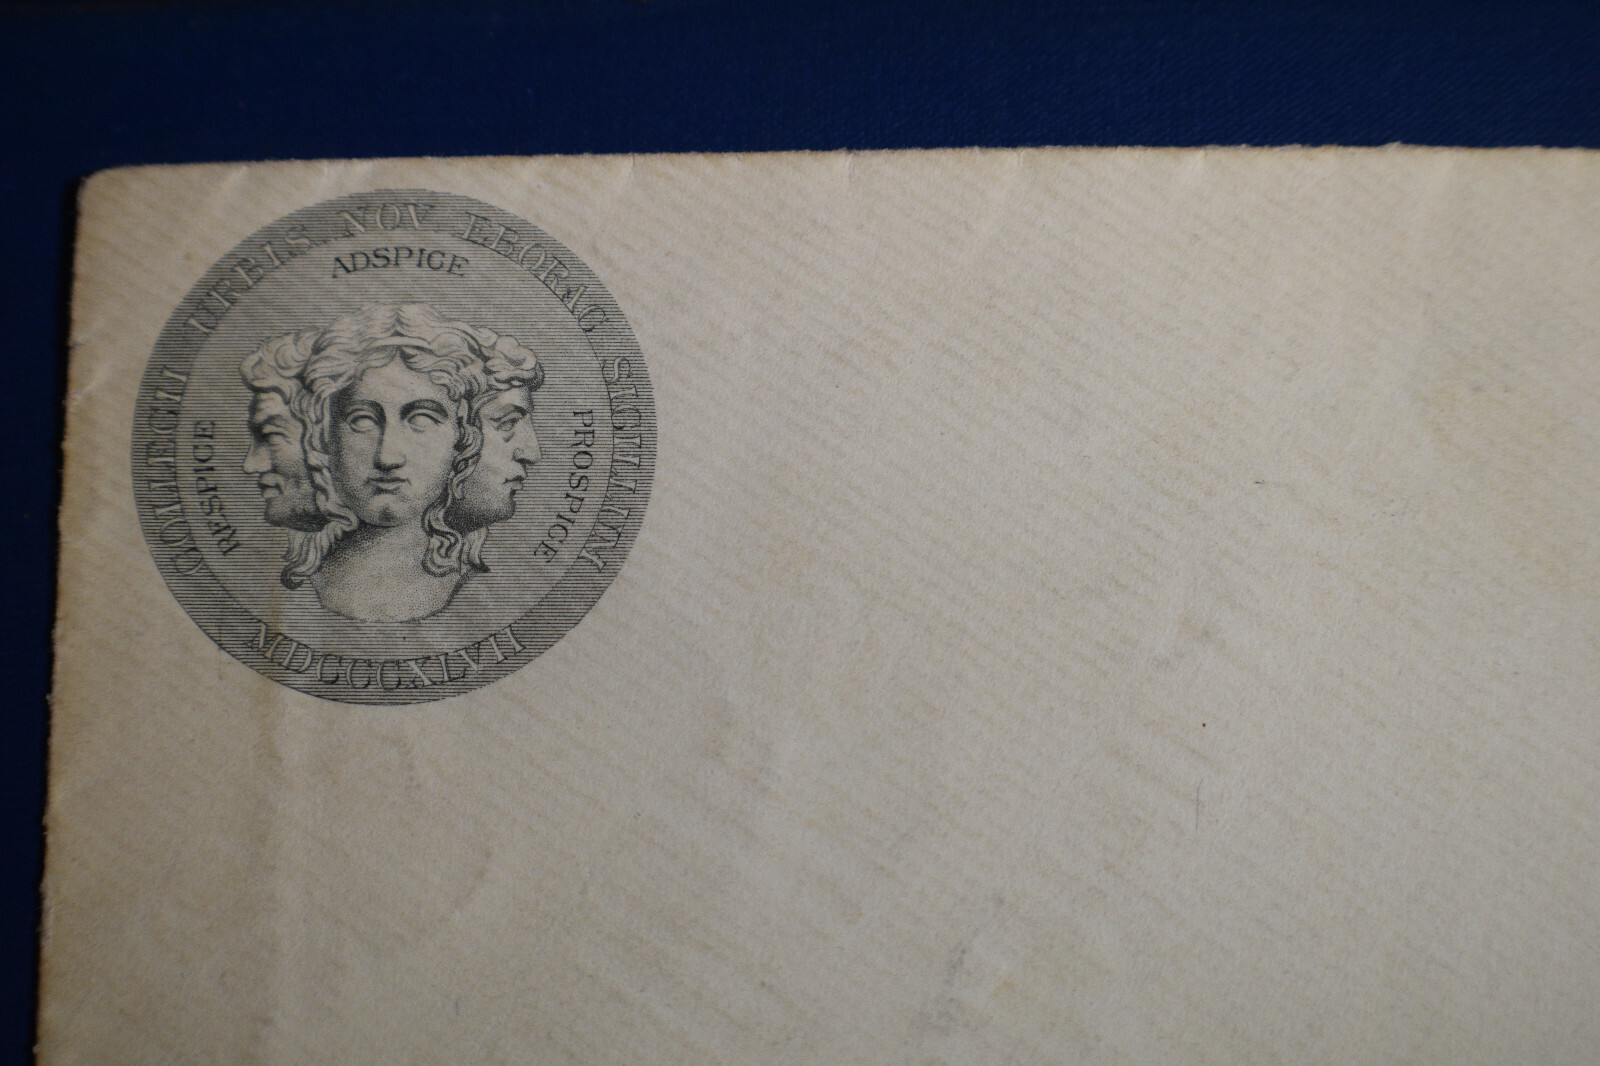 COLLEGII URBIS NOV EBORAC SIGILLUM
ADSPICE
RESPICE
PROSPICE
MDCCCXLVII